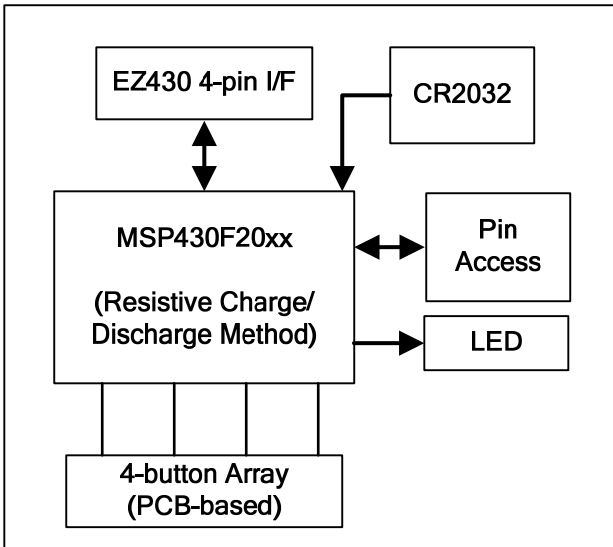 EZ430 4-pin I/F
CR2032
MSP430F20xx
(Resistive Charge/
Discharge Method)
Pin
Access
LED
4-button Array
(PCB-based)